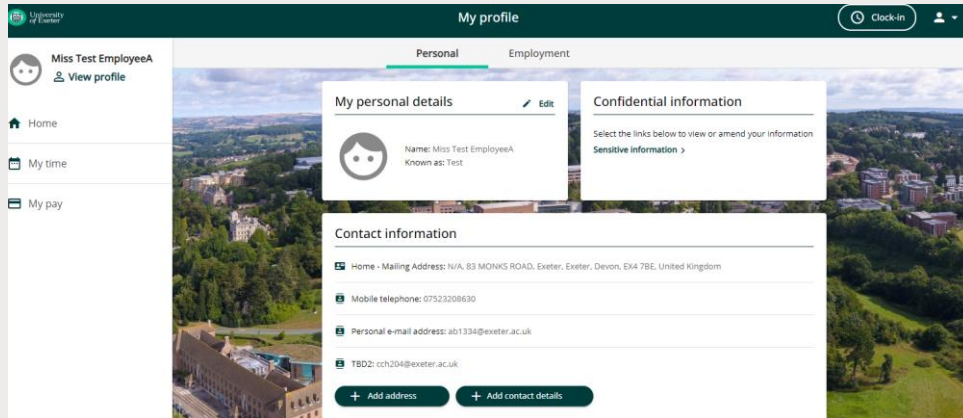 University
of Exeter
My profile
Clock-in
Miss Test EmployeeA
View profile
Home
My time
My pay
Personal
Employment
My personal details
Edit
Name: Miss Test EmployeeA
Known as: Test
Confidential information
Select the links below to view or amend your information
Sensitive information >
Contact information
Home - Mailing Address: N/A, 83 MONKS ROAD, Exeter, Exeter, Devon, EX4 7BE, United Kingdom
Mobile telephone: 07523208630
Personal e-mail address: ab1334@exeter.ac.uk
TBD2: cch204@exeter.ac.uk
+ Add address
+ Add contact details